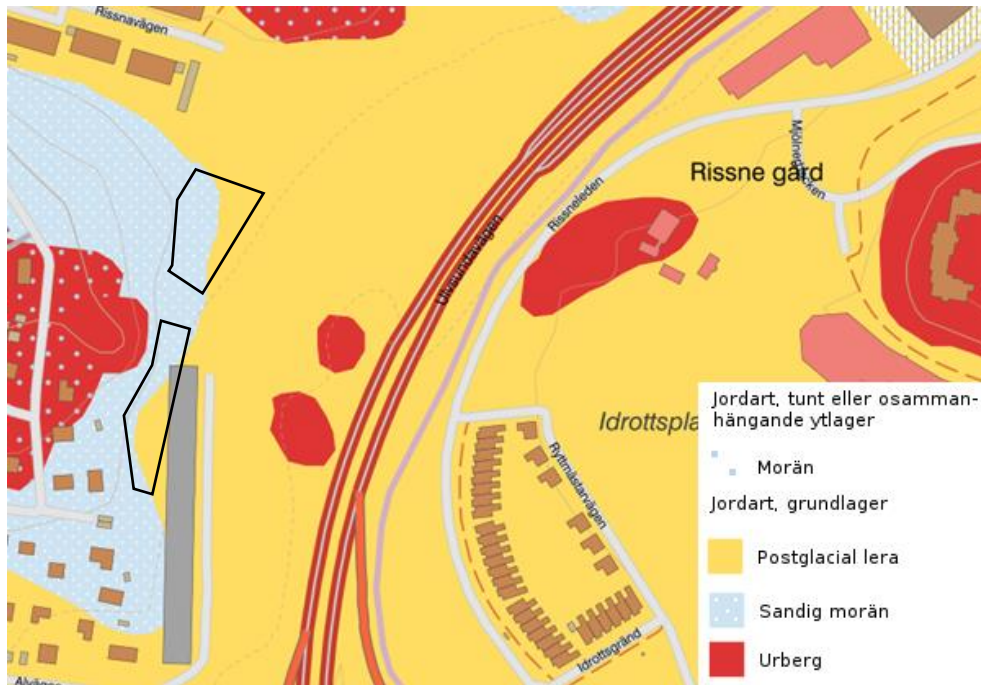 Rissnavägen
Ulvsundavägen
Rissneleden
Rissne gård
Idrottspla
Ryttmästarvägen
Idrottsgränd
Jordart, tunt eller osamman-
hängande ytlager
Morän
Jordart, grundlager
Postglacial lera
Sandig morän
Urberg